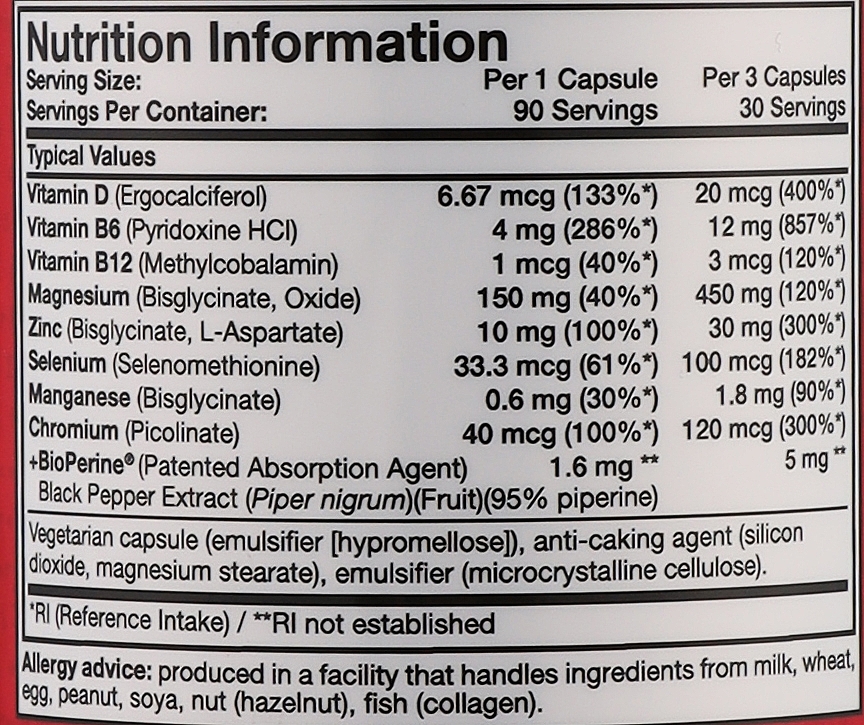 Nutrition Information
Serving Size: Per 1 Capsule Per 3 Capsules
Servings Per Container: 90 Servings 30 Servings
Typical Values
Vitamin D (Ergocalciferol) 6.67 mcg (133%*) 20 mcg (400%*)
Vitamin B6 (Pyridoxine HCl) 4 mg (286%*) 12 mg (857%*)
Vitamin B12 (Methylcobalamin) 1 mcg (40%*) 3 mcg (120%*)
Magnesium (Bisglycinate, Oxide) 150 mg (40%*) 450 mg (120%*)
Zinc (Bisglycinate, L-Aspartate) 10 mg (100%*) 30 mg (300%*)
Selenium (Selenomethionine) 33.3 mcg (61%*) 100 mcg (182%*)
Manganese (Bisglycinate) 0.6 mg (30%*) 1.8 mg (90%*)
Chromium (Picolinate) 40 mcg (100%*) 120 mcg (300%*)
+BioPerine® (Patented Absorption Agent) 1.6 mg ** 5 mg **
Black Pepper Extract (Piper nigrum)(Fruit)(95% piperine)
Vegetarian capsule (emulsifier [hypromellose]), anti-caking agent (silicon
dioxide, magnesium stearate), emulsifier (microcrystalline cellulose).
*RI (Reference Intake) / **RI not established
Allergy advice: produced in a facility that handles ingredients from milk, wheat,
egg, peanut, soya, nut (hazelnut), fish (collagen).